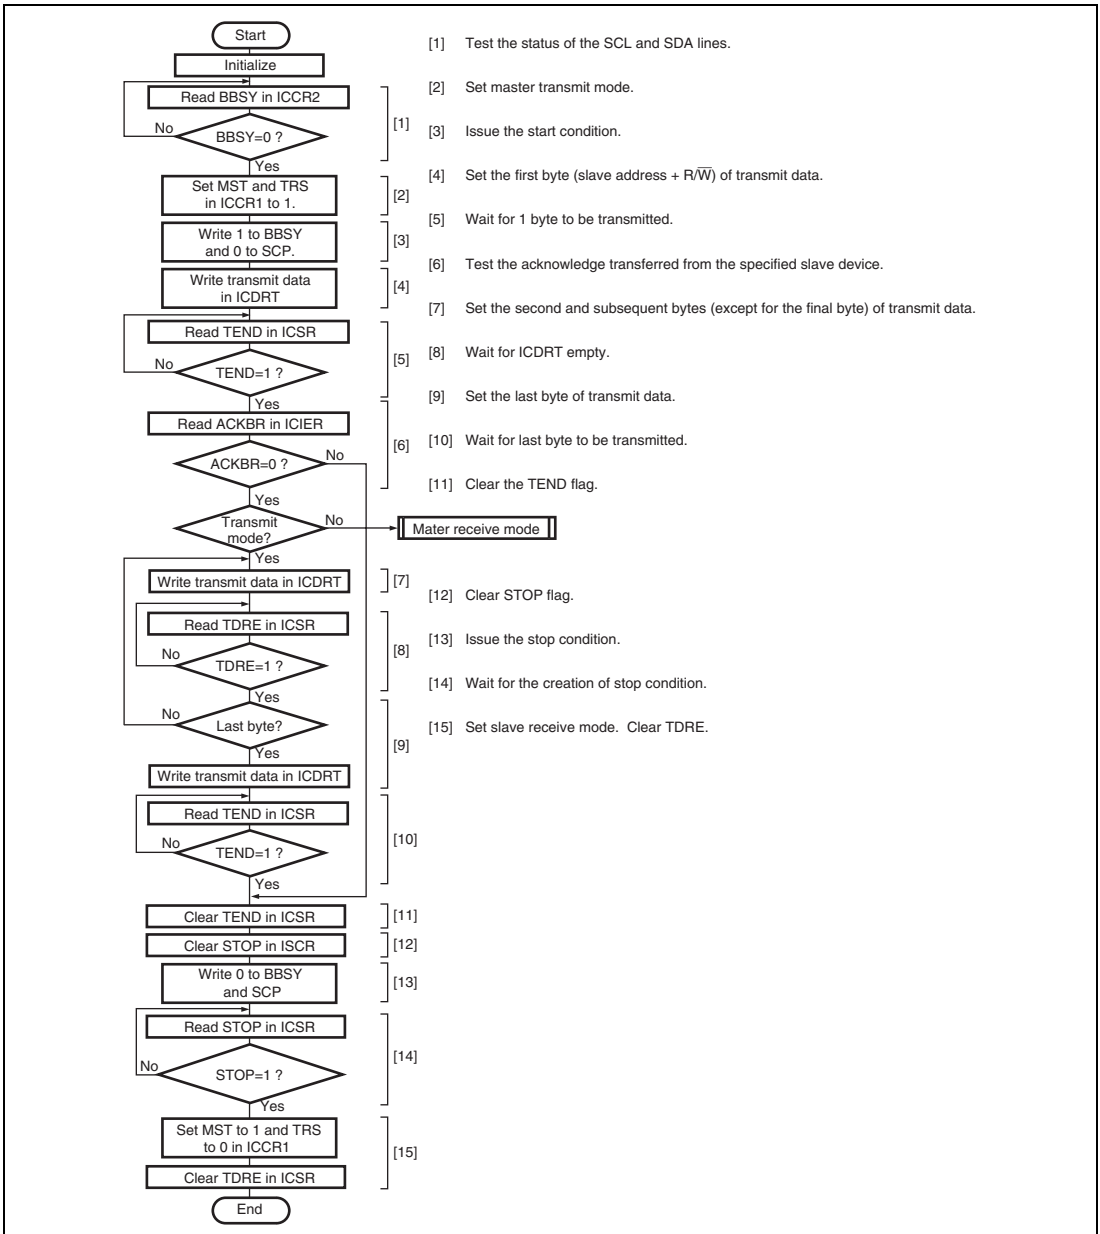 Start
Initialize
Read BBSY in ICCR2
No
BBSY=0 ?
[1]
Yes
Set MST and TRS
in ICCR1 to 1.
[2]
Write 1 to BBSY
and 0 to SCP.
[3]
Write transmit data
in ICDRT
[4]
Read TEND in ICSR
No
TEND=1 ?
[5]
Yes
Read ACKBR in ICIER
[6]
ACKBR=0 ?
No
Yes
Transmit
mode?
No
Mater receive mode
Yes
Write transmit data in ICDRT
[7]
Read TDRE in ICSR
No
TDRE=1 ?
[8]
Yes
No
Last byte?
[9]
Yes
Write transmit data in ICDRT
Read TEND in ICSR
No
TEND=1 ?
[10]
Yes
Clear TEND in ICSR
[11]
Clear STOP in ISCR
[12]
Write 0 to BBSY
and SCP
[13]
Read STOP in ICSR
No
STOP=1 ?
[14]
Yes
Set MST to 1 and TRS
to 0 in ICCR1
[15]
Clear TDRE in ICSR
End
[1] Test the status of the SCL and SDA lines.
[2] Set master transmit mode.
[3] Issue the start condition.
[4] Set the first byte (slave address + R/W̅) of transmit data.
[5] Wait for 1 byte to be transmitted.
[6] Test the acknowledge transferred from the specified slave device.
[7] Set the second and subsequent bytes (except for the final byte) of transmit data.
[8] Wait for ICDRT empty.
[9] Set the last byte of transmit data.
[10] Wait for last byte to be transmitted.
[11] Clear the TEND flag.
[12] Clear STOP flag.
[13] Issue the stop condition.
[14] Wait for the creation of stop condition.
[15] Set slave receive mode. Clear TDRE.